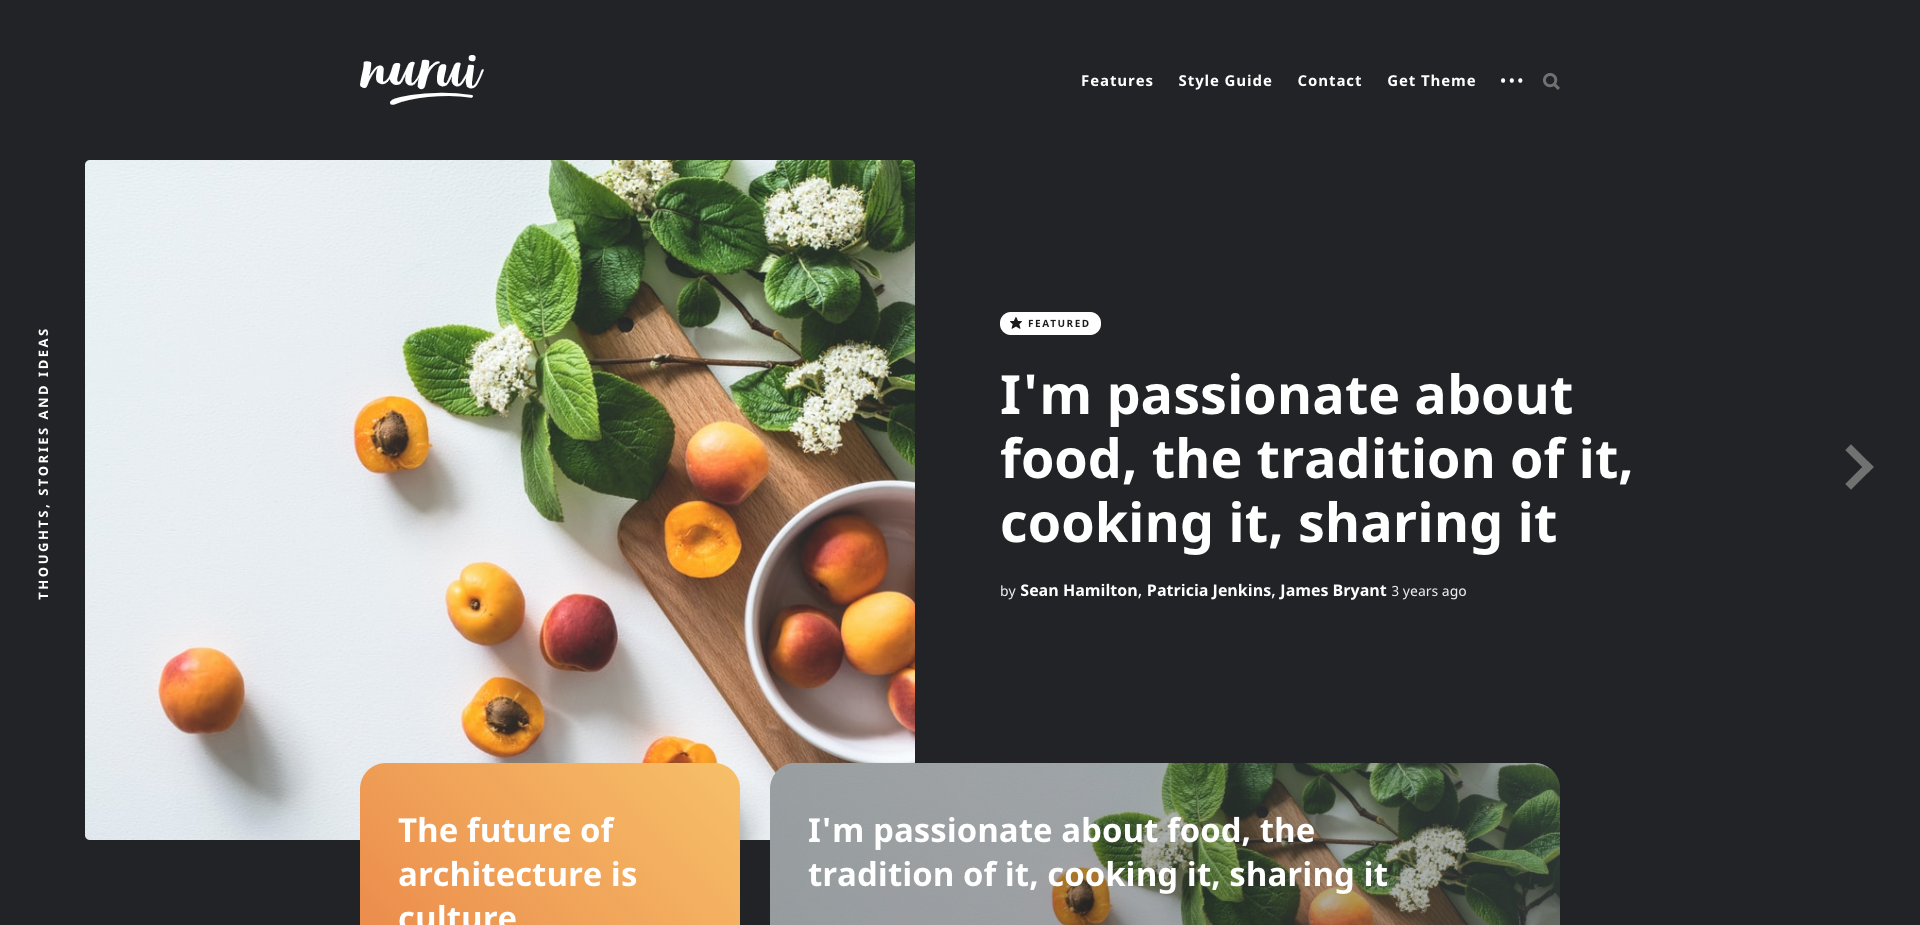 nurui
Features Style Guide Contact Get Theme
THOUGHTS, STORIES AND IDEAS
FEATURED
I'm passionate about
food, the tradition of it,
cooking it, sharing it
by Sean Hamilton, Patricia Jenkins, James Bryant 3 years ago
The future of
architecture is
culture
I'm passionate about food, the
tradition of it, cooking it, sharing it